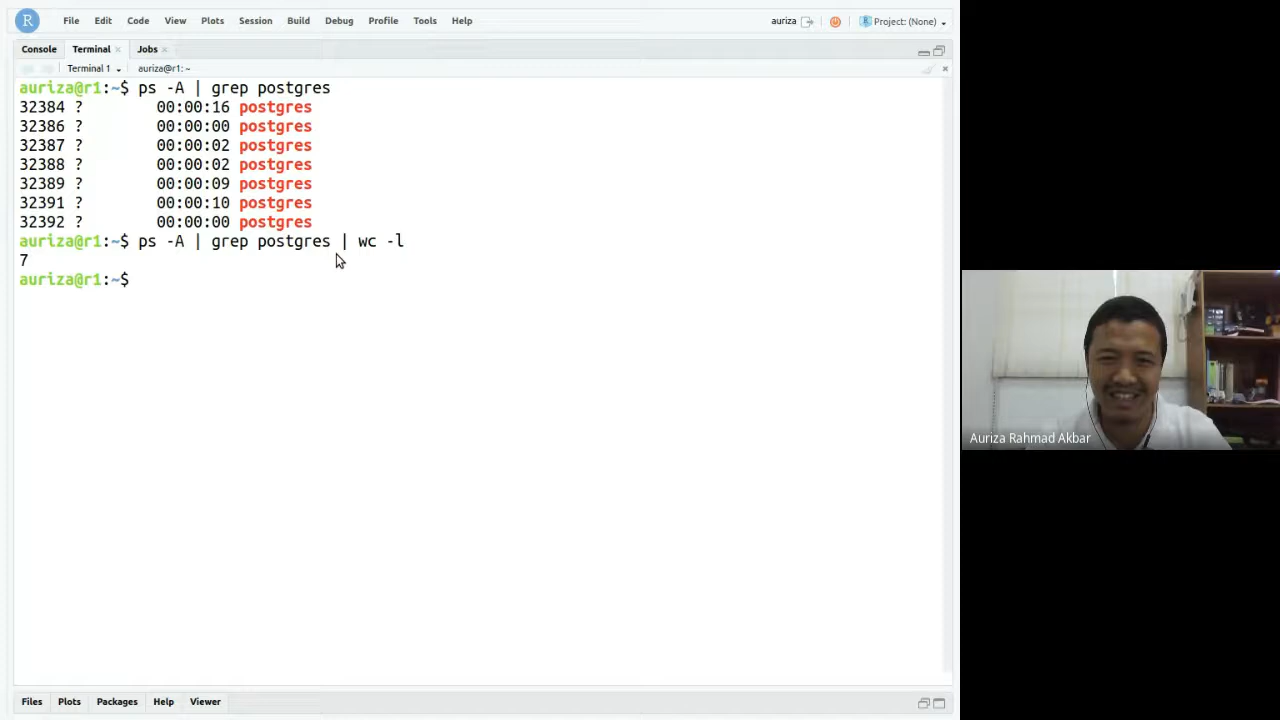 R File Edit Code View Plots Session Build Debug Profile Tools Help auriza Project: (None)
Console Terminal Jobs
Terminal 1 auriza@r1: ~
auriza@r1:~$ ps -A | grep postgres
32384 ? 00:00:16 postgres
32386 ? 00:00:00 postgres
32387 ? 00:00:02 postgres
32388 ? 00:00:02 postgres
32389 ? 00:00:09 postgres
32391 ? 00:00:10 postgres
32392 ? 00:00:00 postgres
auriza@r1:~$ ps -A | grep postgres | wc -l
7
auriza@r1:~$
Auriza Rahmad Akbar
Files Plots Packages Help Viewer